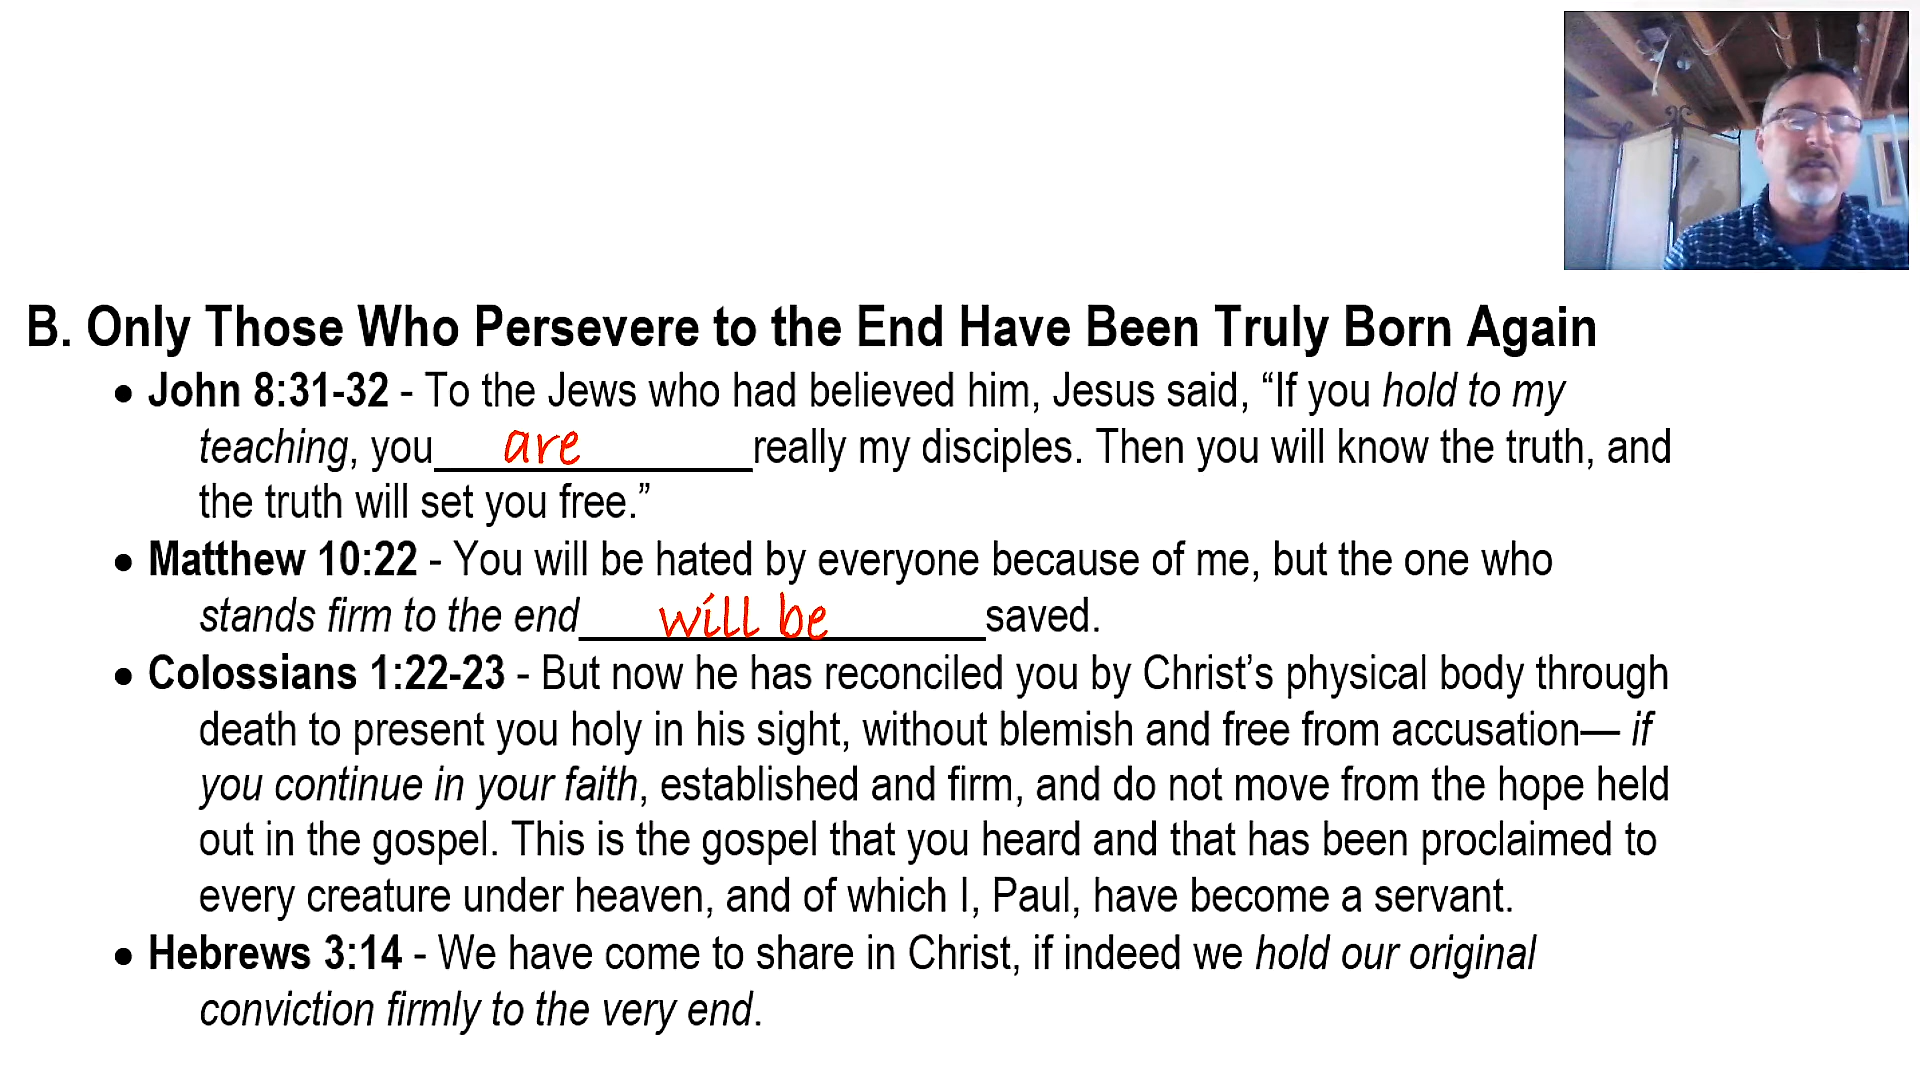 B. Only Those Who Persevere to the End Have Been Truly Born Again
● John 8:31-32 - To the Jews who had believed him, Jesus said, “If you hold to my
teaching, you____are____really my disciples. Then you will know the truth, and
the truth will set you free.”
● Matthew 10:22 - You will be hated by everyone because of me, but the one who
stands firm to the end____will be____saved.
● Colossians 1:22-23 - But now he has reconciled you by Christ’s physical body through
death to present you holy in his sight, without blemish and free from accusation— if
you continue in your faith, established and firm, and do not move from the hope held
out in the gospel. This is the gospel that you heard and that has been proclaimed to
every creature under heaven, and of which I, Paul, have become a servant.
● Hebrews 3:14 - We have come to share in Christ, if indeed we hold our original
conviction firmly to the very end.